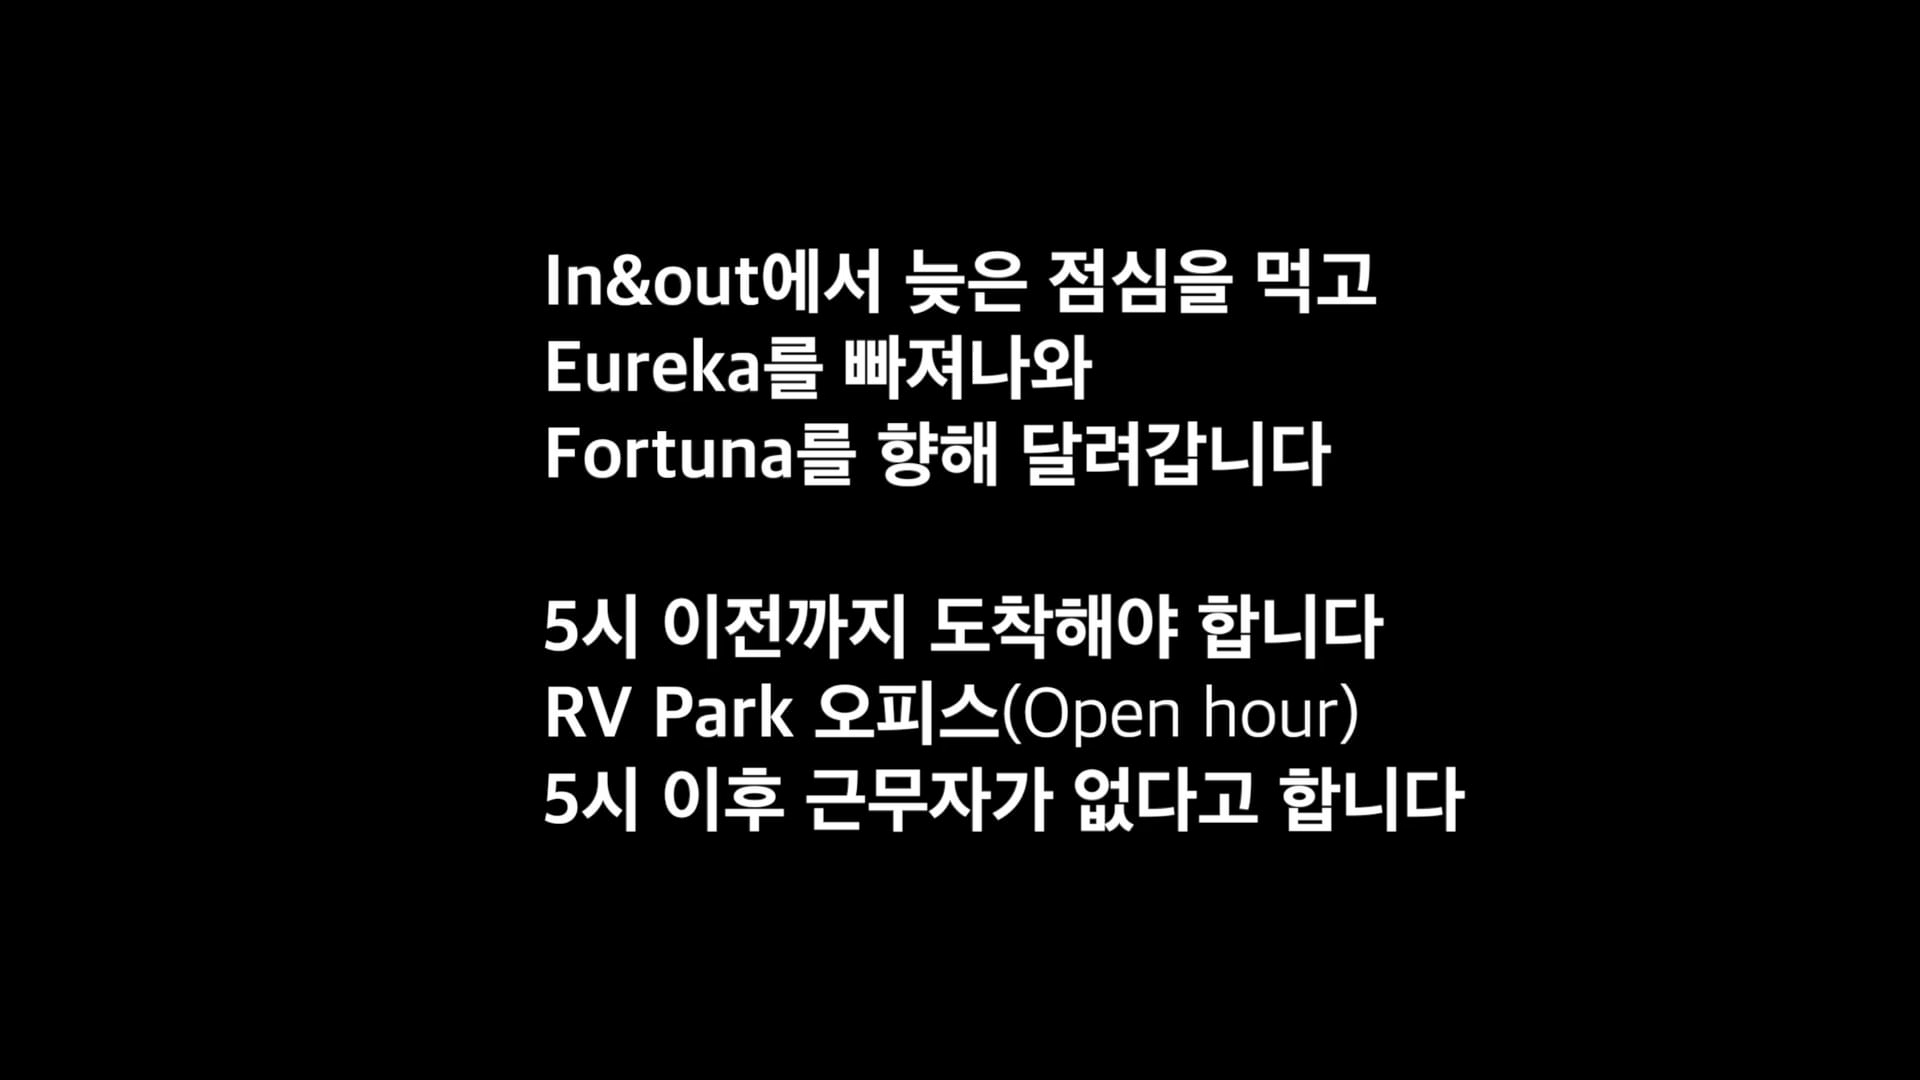 In&out에서 늦은 점심을 먹고
Eureka를 빠져나와
Fortuna를 향해 달려갑니다
5시 이전까지 도착해야 합니다
RV Park 오피스(Open hour)
5시 이후 근무자가 없다고 합니다